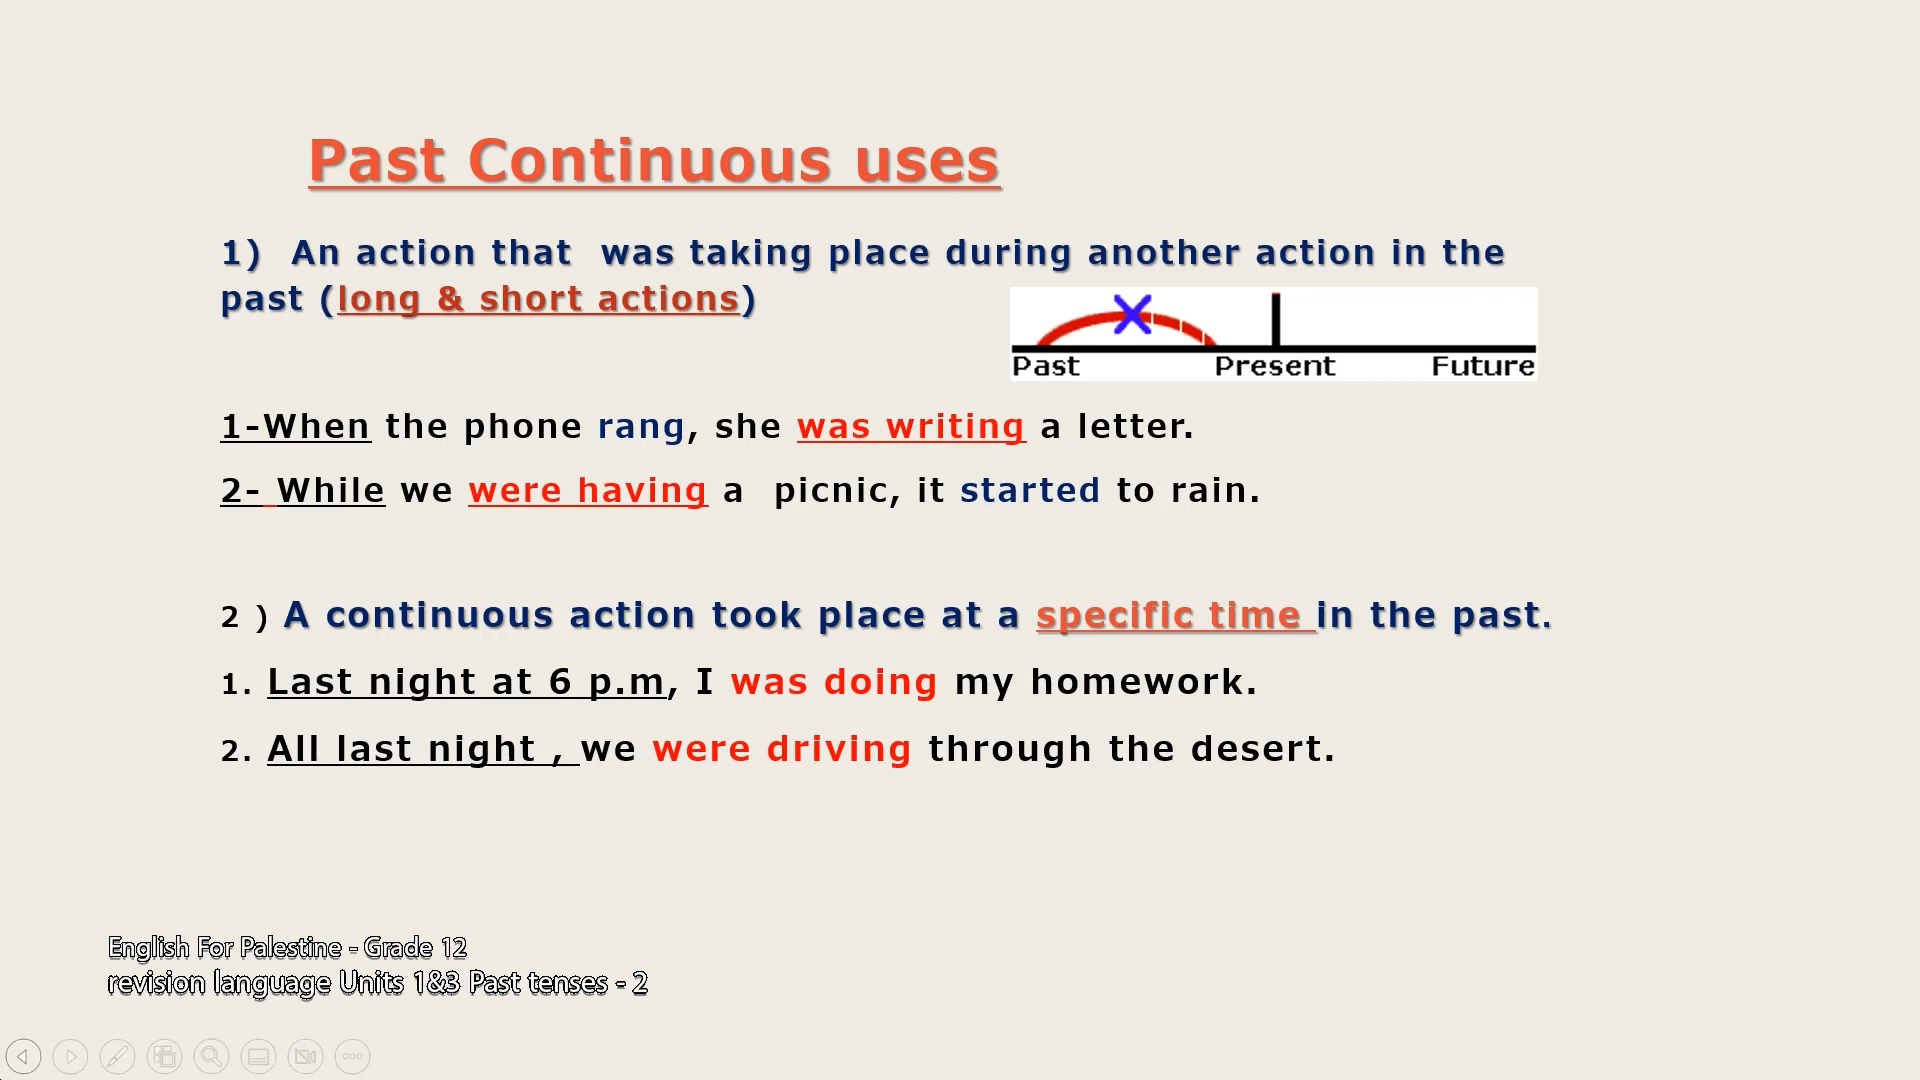 Past Continuous uses
1) An action that was taking place during another action in the
past (long & short actions)
Past Present Future
1-When the phone rang, she was writing a letter.
2- While we were having a picnic, it started to rain.
2 ) A continuous action took place at a specific time in the past.
1. Last night at 6 p.m, I was doing my homework.
2. All last night , we were driving through the desert.
English For Palestine - Grade 12
revision language Units 1&3 Past tenses - 2